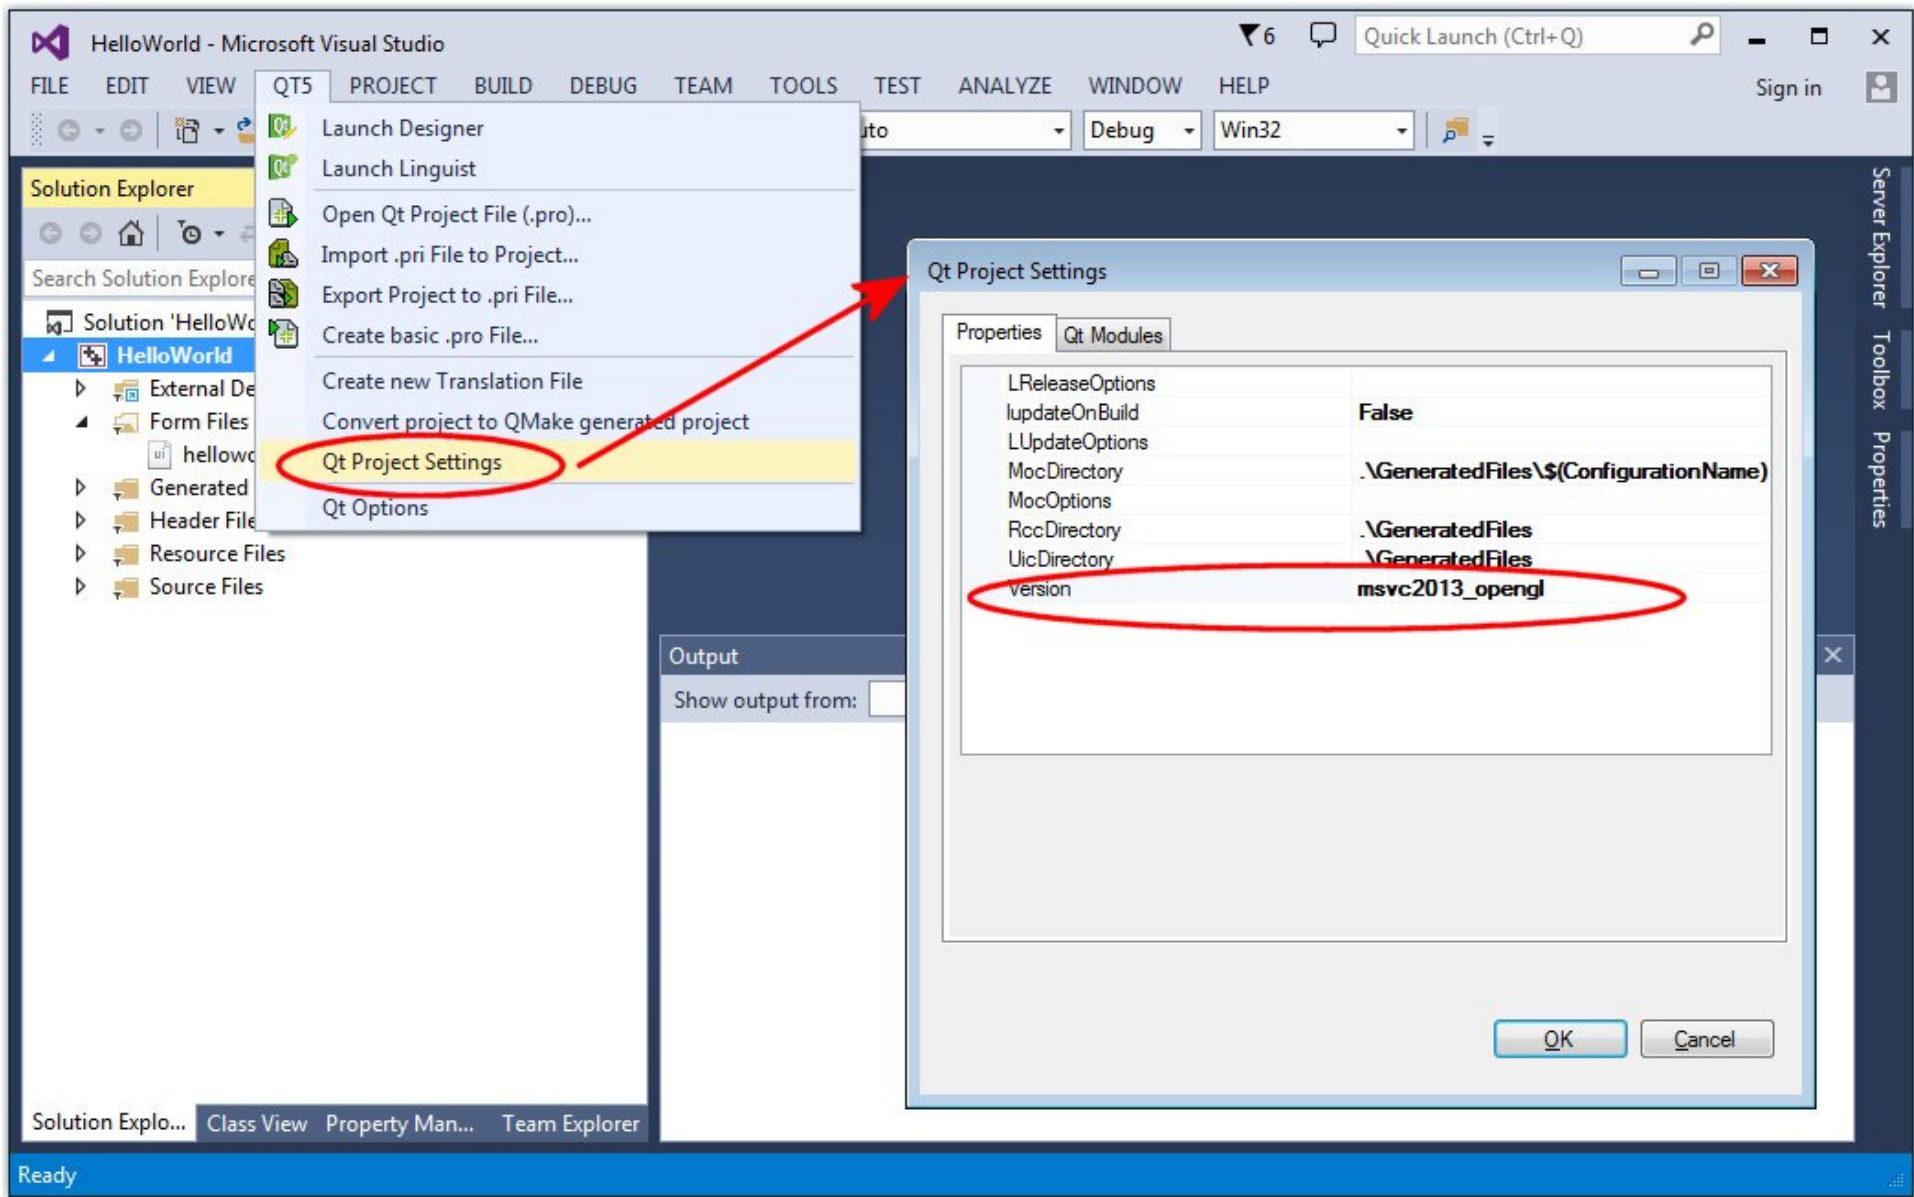 HelloWorld - Microsoft Visual Studio
6
Quick Launch (Ctrl+Q)
FILE EDIT VIEW QT5 PROJECT BUILD DEBUG TEAM TOOLS TEST ANALYZE WINDOW HELP
Sign in
Debug
Win32
Launch Designer
Launch Linguist
Open Qt Project File (.pro)...
Import .pri File to Project...
Export Project to .pri File...
Create basic .pro File...
Create new Translation File
Convert project to QMake generated project
Qt Project Settings
Qt Options
Solution Explorer
Search Solution Explore
Solution 'HelloWo
HelloWorld
External De
Form Files
ui
hellowo
Generated
Header File
Resource Files
Source Files
Server Explorer
Toolbox
Properties
Qt Project Settings
Properties
Qt Modules
LReleaseOptions
lupdateOnBuild False
LUpdateOptions
MocDirectory .\GeneratedFiles\$(ConfigurationName)
MocOptions
RccDirectory .\GeneratedFiles
UicDirectory .\GeneratedFiles
Version msvc2013_opengl
OK
Cancel
Output
Show output from:
Solution Explo...
Class View
Property Man...
Team Explorer
Ready